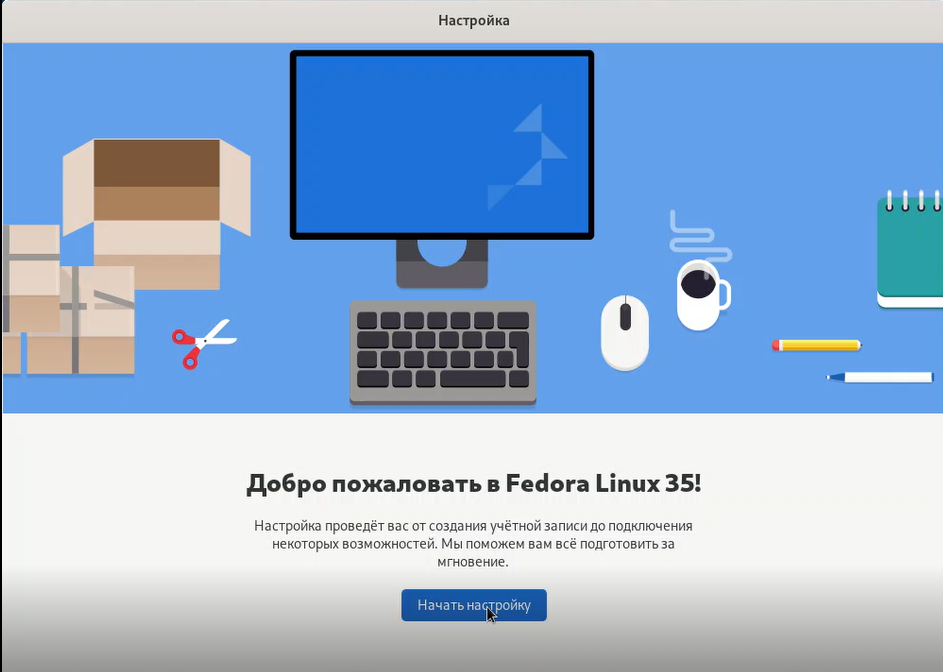 Настройка
Добро пожаловать в Fedora Linux 35!
Настройка проведёт вас от создания учётной записи до подключения
некоторых возможностей. Мы поможем вам всё подготовить за
мгновение.
Начать настройку